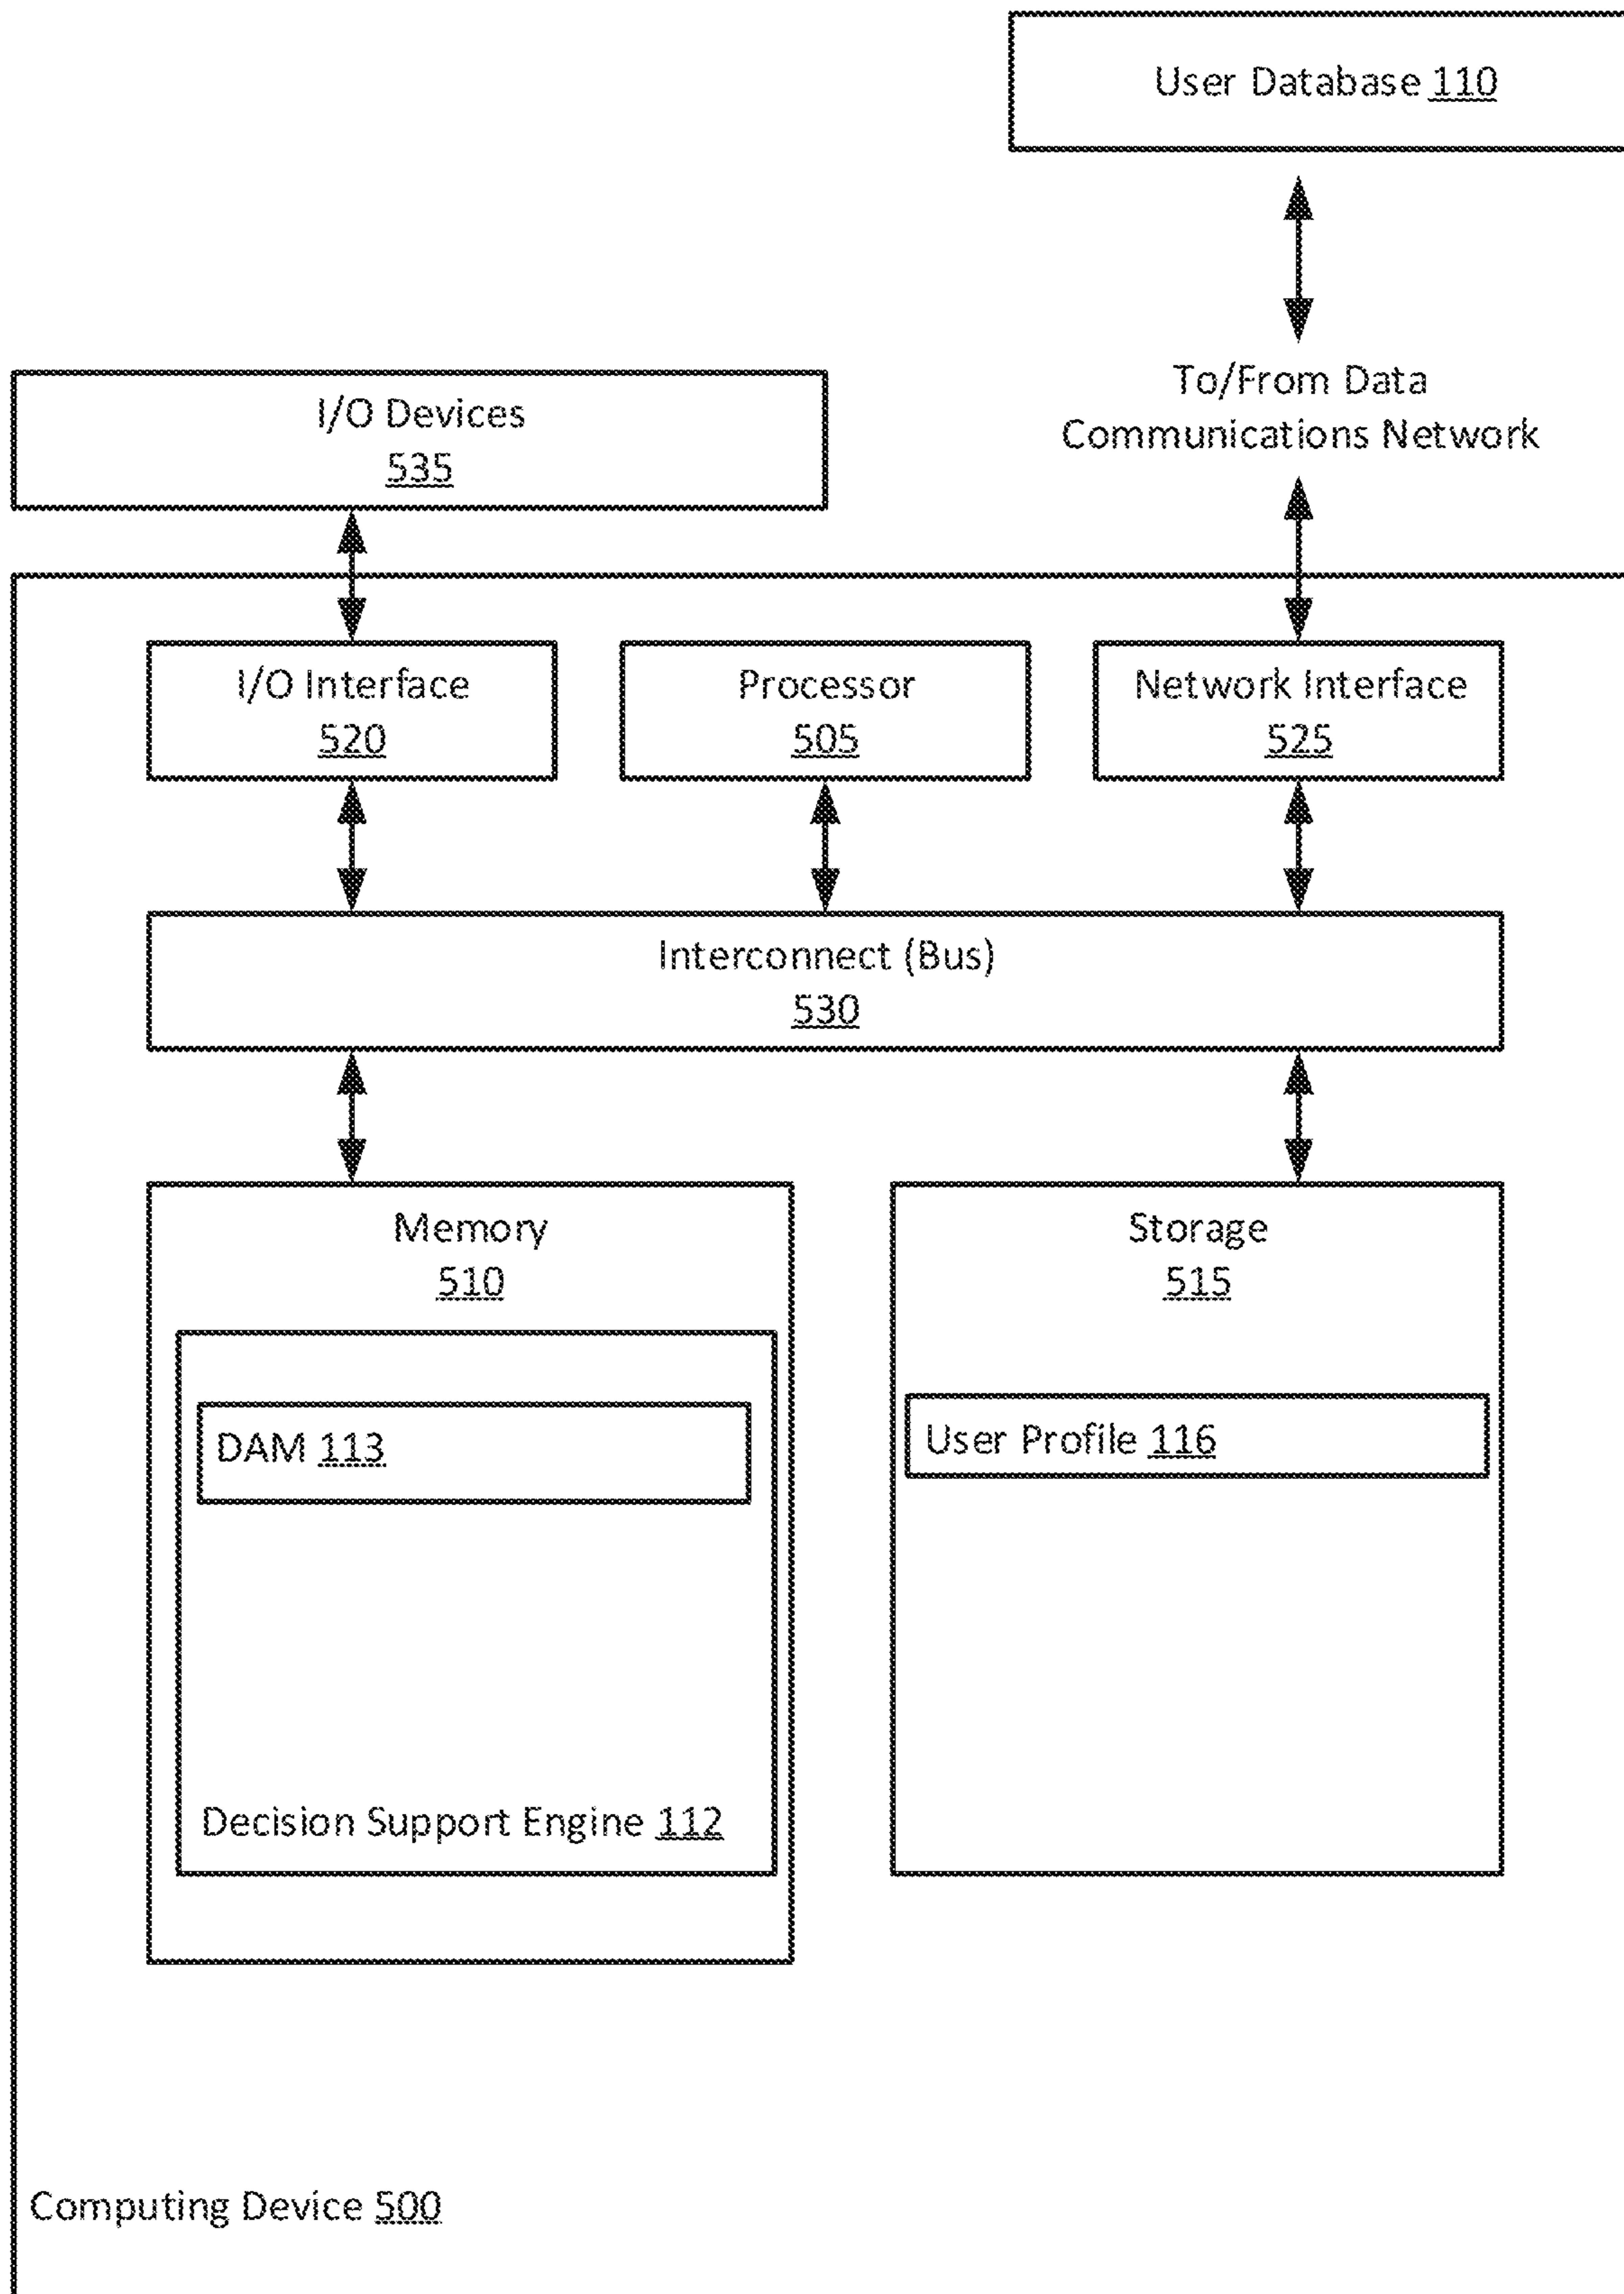 User Database 110
To/From Data
Communications Network
I/O Devices
535
I/O Interface
520
Processor
505
Network Interface
525
Interconnect (Bus)
530
Memory
510
Storage
515
DAM 113
User Profile 116
Decision Support Engine 112
Computing Device 500